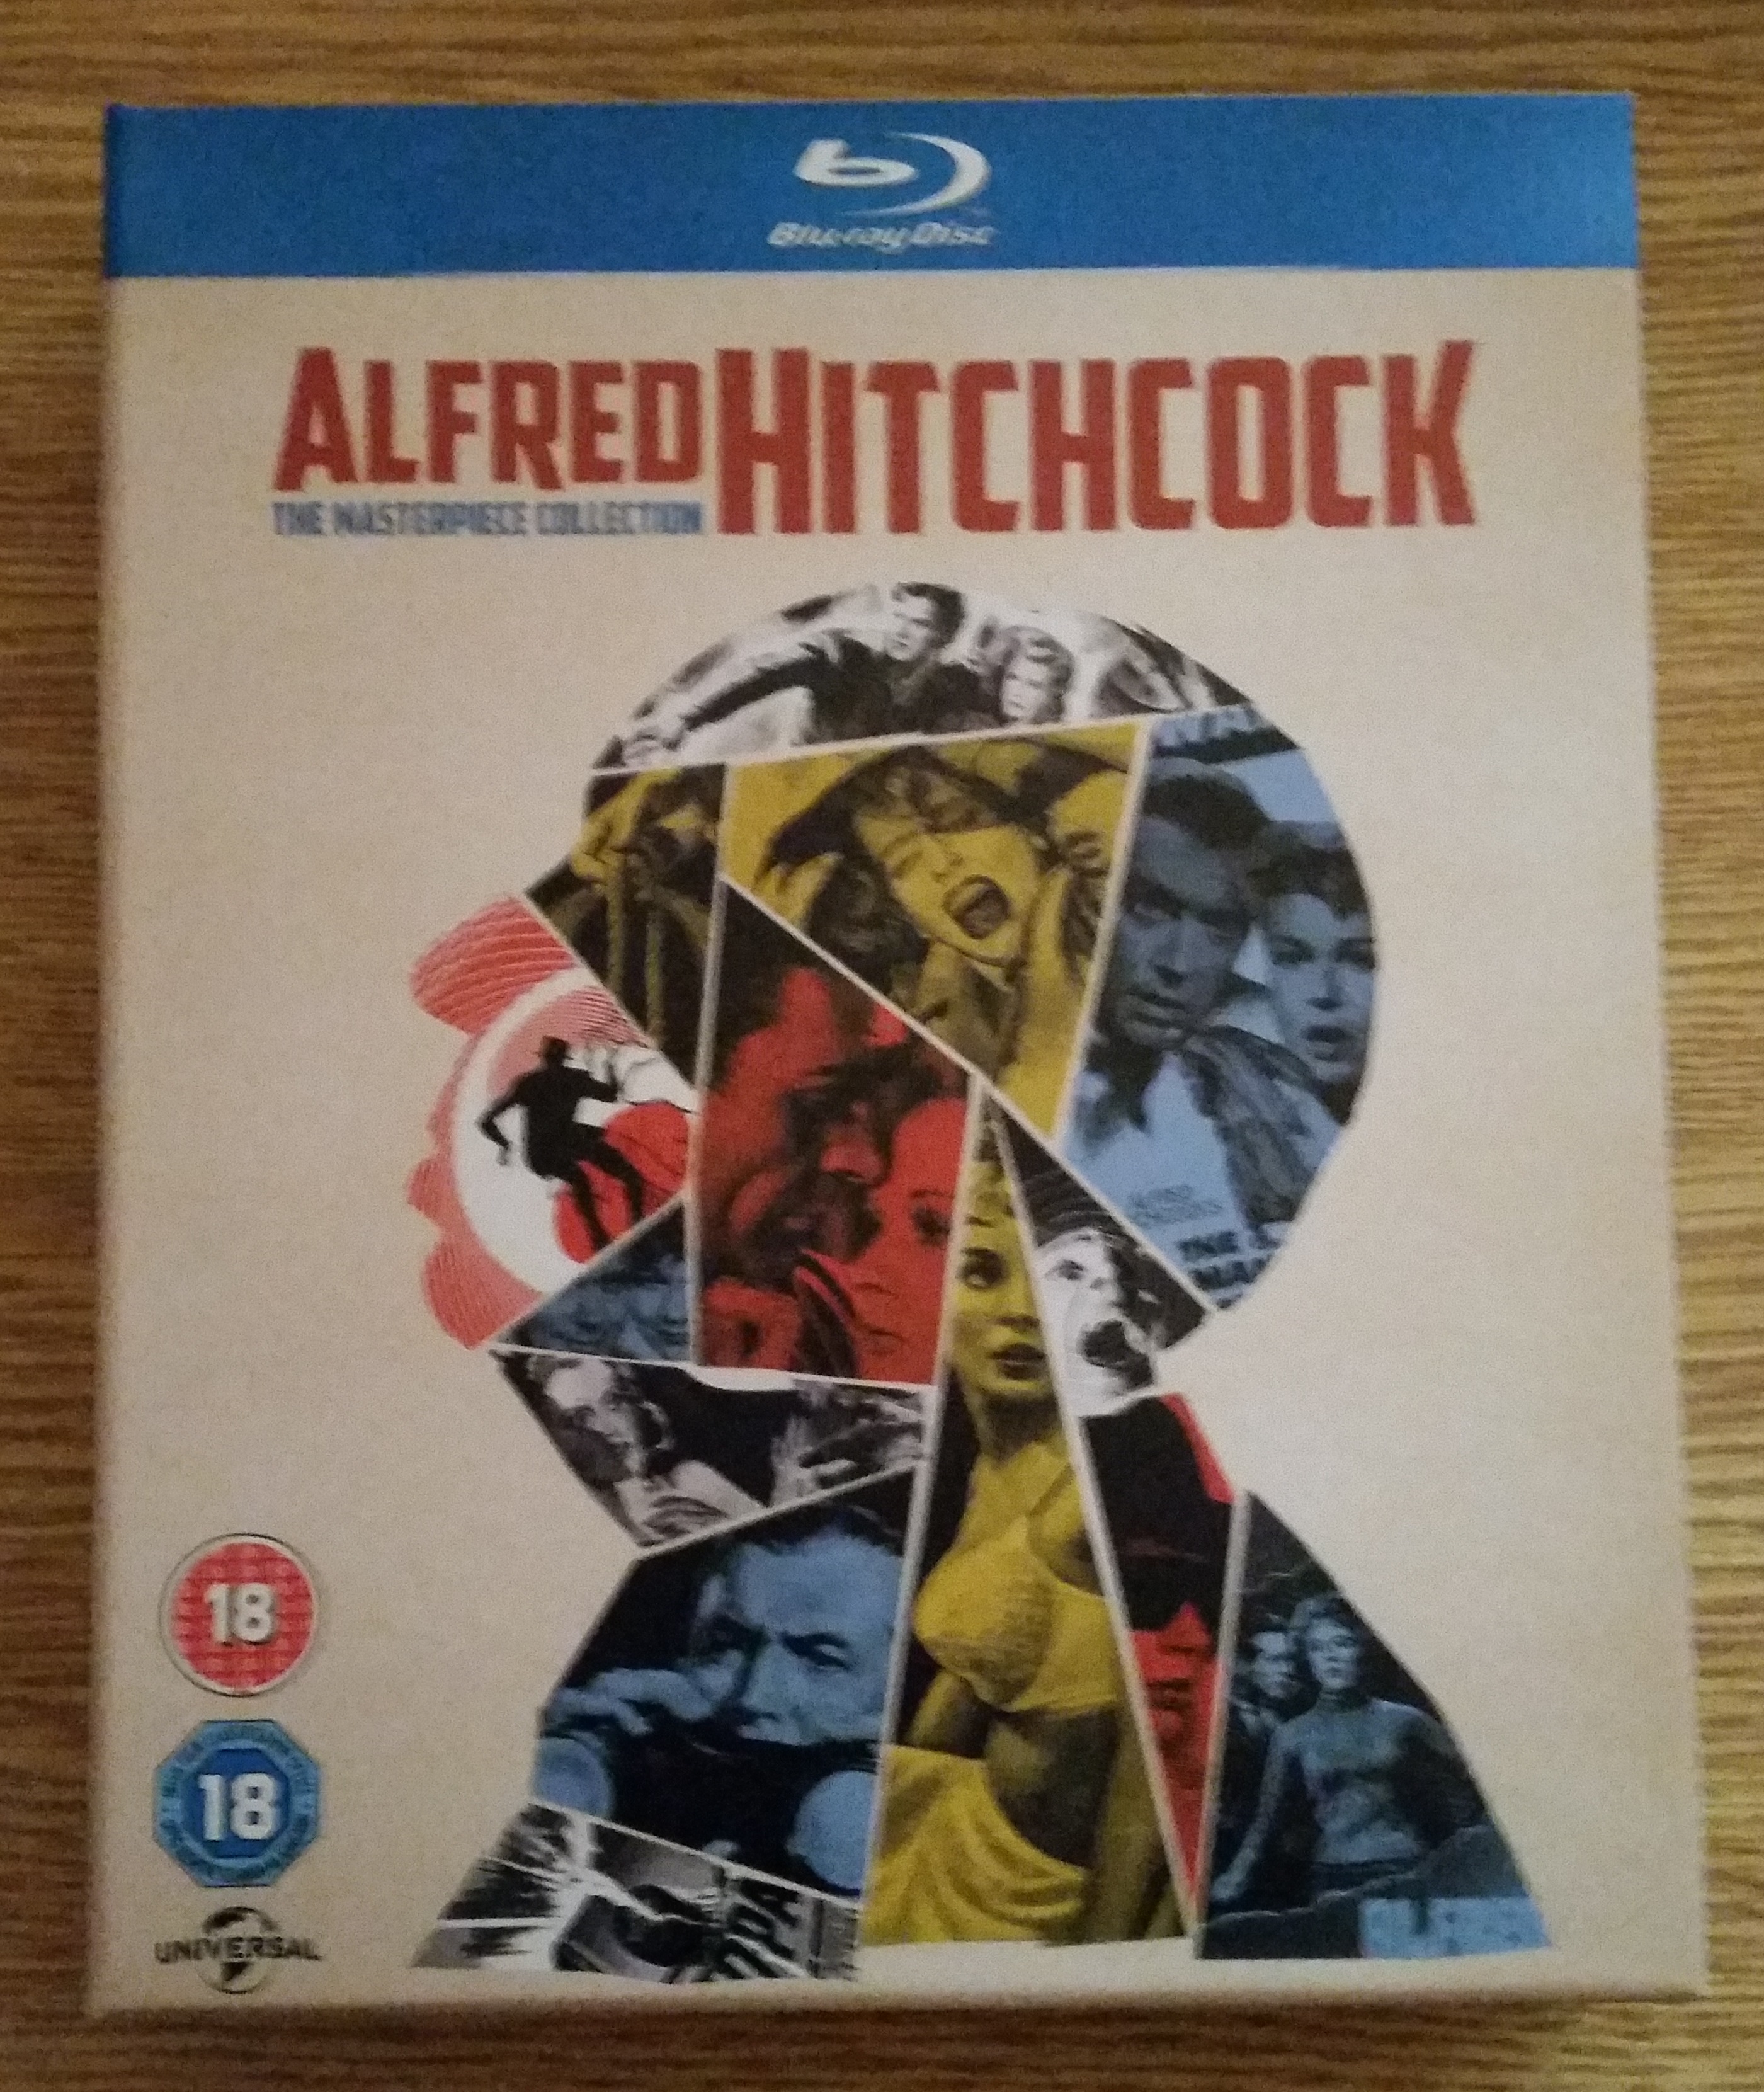 Blu-ray Disc
ALFRED HITCHCOCK
THE MASTERPIECE COLLECTION
18
18
UNIVERSAL